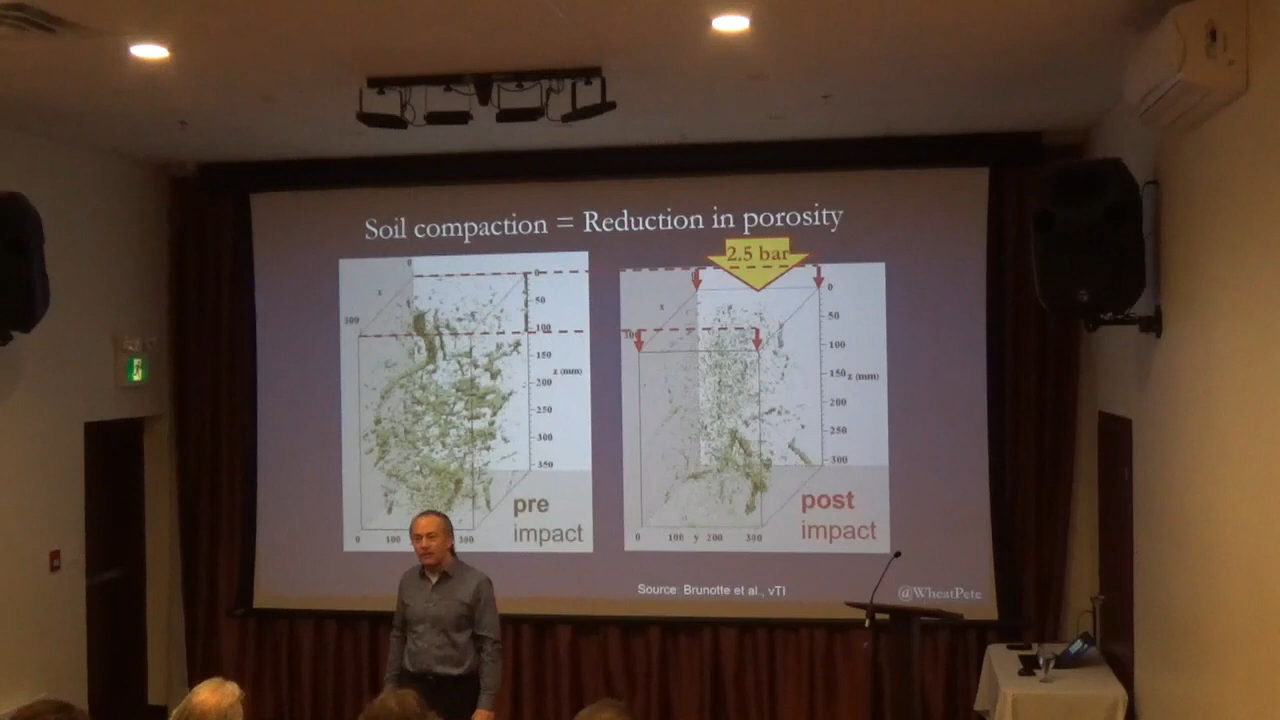 Soil compaction = Reduction in porosity
2.5 bar
0
x
300
0
50
100
150
z (mm)
200
250
300
350
pre
impact
0
100
300
x
0
50
100
150 z (mm)
200
250
300
post
impact
0
100 y 200
300
Source: Brunotte et al., vTI
@WheatPete